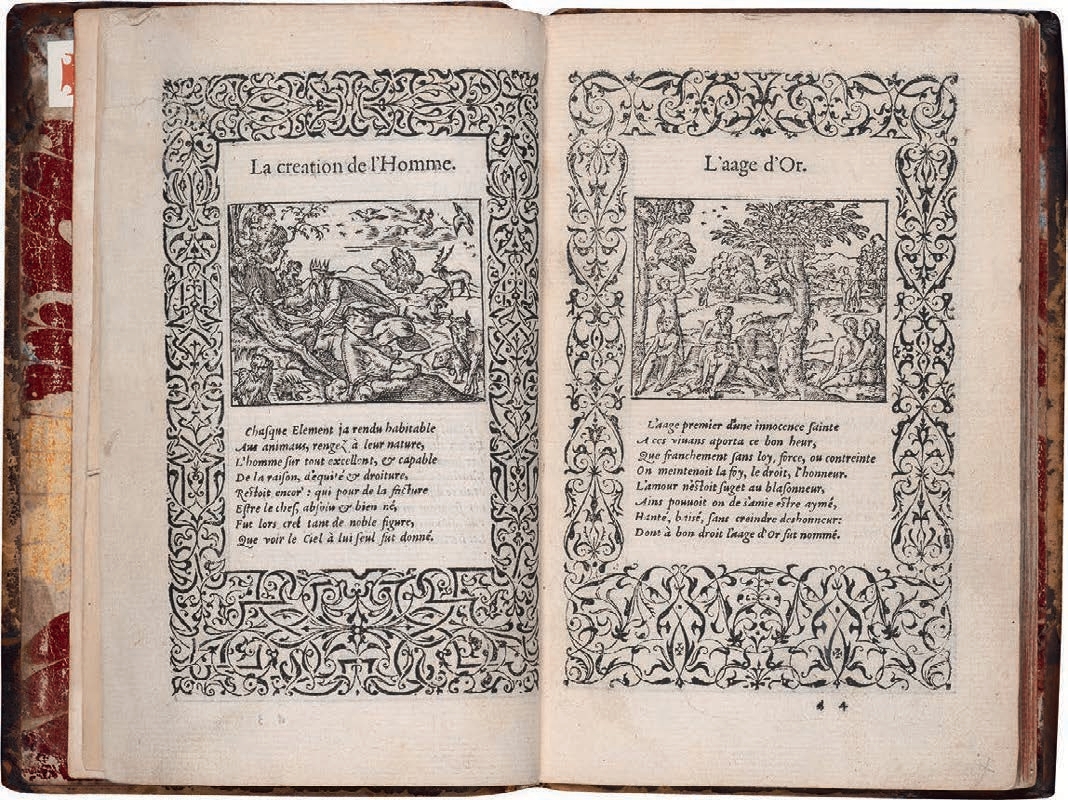 La creation de l'Homme.
Chasque Element ja rendu habitable
Aus animaus, rengez à leur nature,
L'homme sur tout excellent, & capable
De la raison, d'equité & droiture,
Restoit encor: qui pour de la facture
Estre le chef, absolu & bien né,
Fut lors creé tant de noble figure,
Que voir le Ciel à lui seul fut donné.
L'aage d'Or.
L'aage premier d'une innocence sainte
A ces vivans aporta ce bon heur,
Que franchement sans loy, force, ou contreinte
On meintenoit la foy, le droit, l'honneur.
L'amour n'estoit suget au blasonneur,
Ains pouvoit on de s'amie estre aymé,
Hanté, baisé, sans creindre deshonneur:
Dont à bon droit l'aage d'Or fut nommé.
a 4